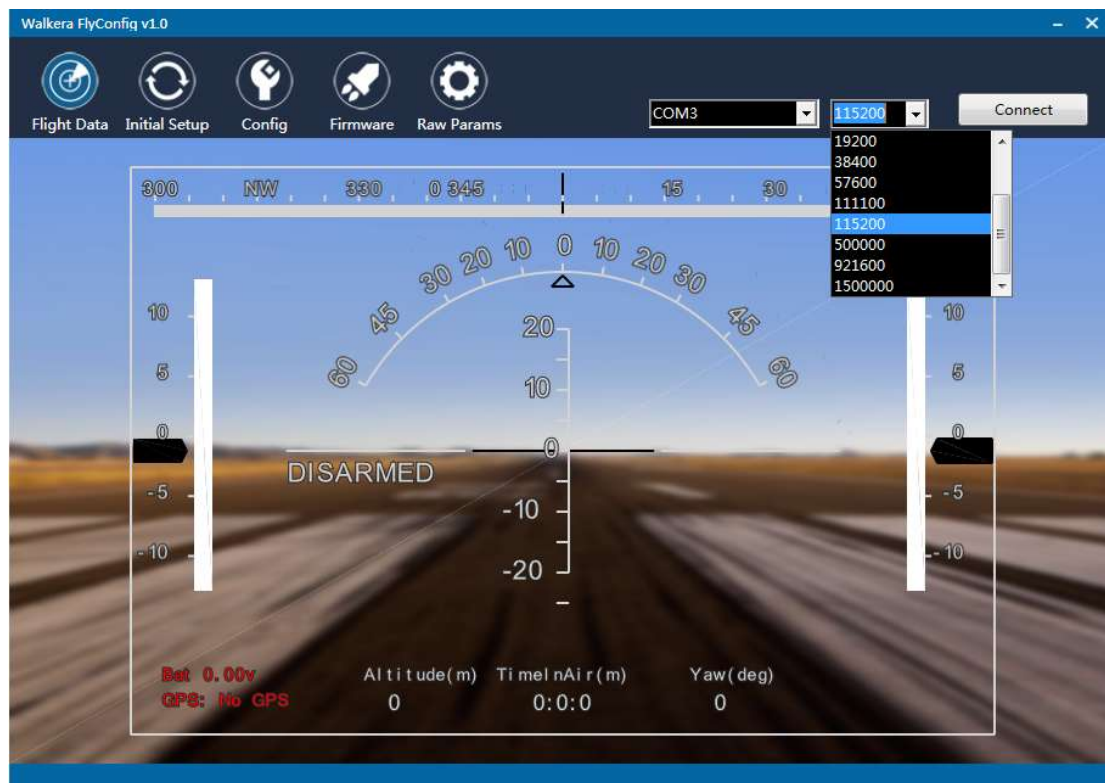 Walkera FlyConfig v1.0
Flight Data Initial Setup Config Firmware Raw Params
COM3 115200 Connect
19200
38400
57600
111100
115200
500000
921600
1500000
300 NW 330 0 345 15 30
60 45 30 20 10 0 10 20 30 45 60
20
10
0
-10
-20
10
5
0
-5
-10
10
5
0
-5
-10
DISARMED
Bat 0.00v
GPS: No GPS
Altitude(m) TimeInAir(m) Yaw(deg)
0 0:0:0 0